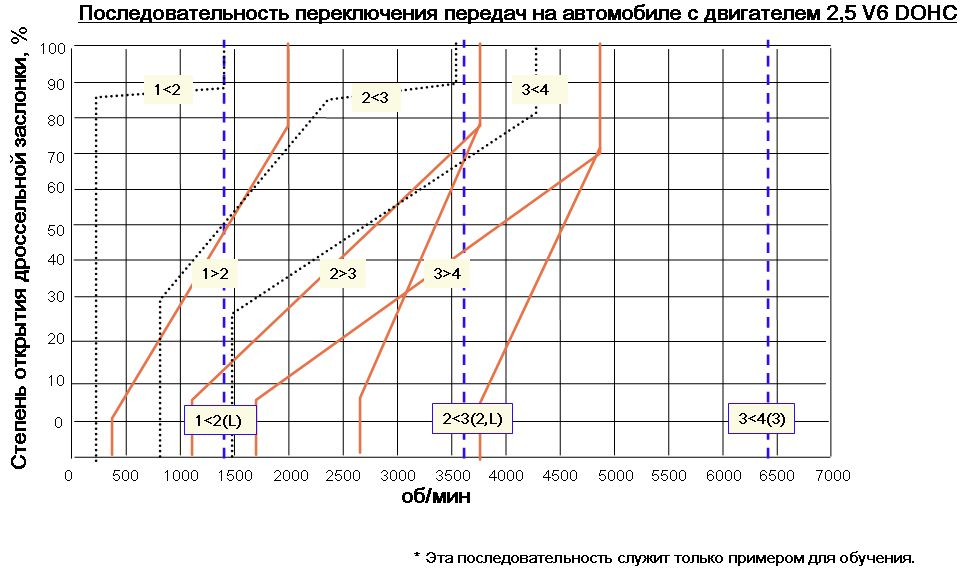 Последовательность переключения передач на автомобиле с двигателем 2,5 V6 DOHC
Степень открытия дроссельной заслонки, %
100
90
80
70
60
50
40
30
20
10
0
1<2
2<3
3<4
1>2
2>3
3>4
1<2(L)
2<3(2,L)
3<4(3)
0 500 1000 1500 2000 2500 3000 3500 4000 4500 5000 5500 6000 6500 7000
об/мин
* Эта последовательность служит только примером для обучения.